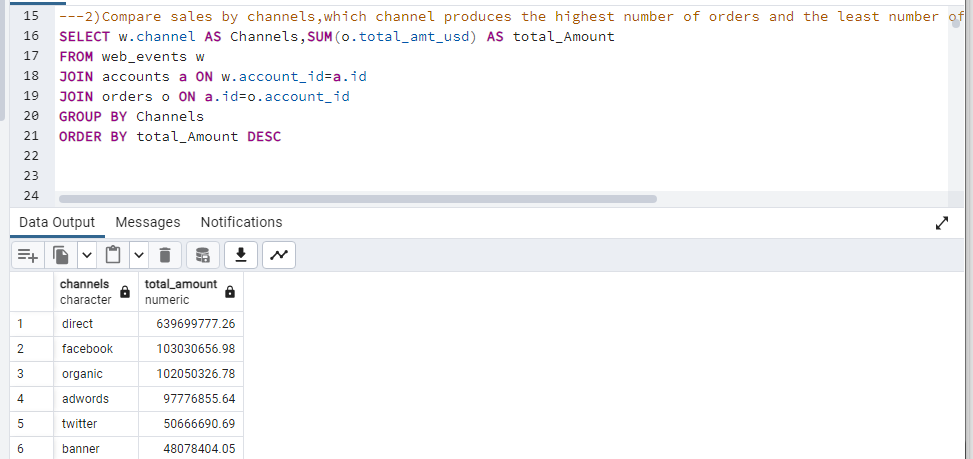 15 ---2)Compare sales by channels,which channel produces the highest number of orders and the least number of
16 SELECT w.channel AS Channels,SUM(o.total_amt_usd) AS total_Amount
17 FROM web_events w
18 JOIN accounts a ON w.account_id=a.id
19 JOIN orders o ON a.id=o.account_id
20 GROUP BY Channels
21 ORDER BY total_Amount DESC
22
23
24
Data Output Messages Notifications
channels total_amount
character numeric
1 direct 639699777.26
2 facebook 103030656.98
3 organic 102050326.78
4 adwords 97776855.64
5 twitter 50666690.69
6 banner 48078404.05